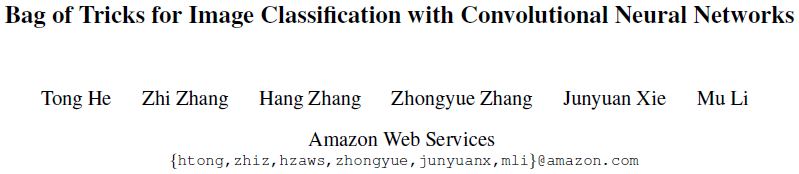 Bag of Tricks for Image Classification with Convolutional Neural Networks
Tong He Zhi Zhang Hang Zhang Zhongyue Zhang Junyuan Xie Mu Li
Amazon Web Services
{htong,zhiz,hzaws,zhongyue,junyuanx,mli}@amazon.com